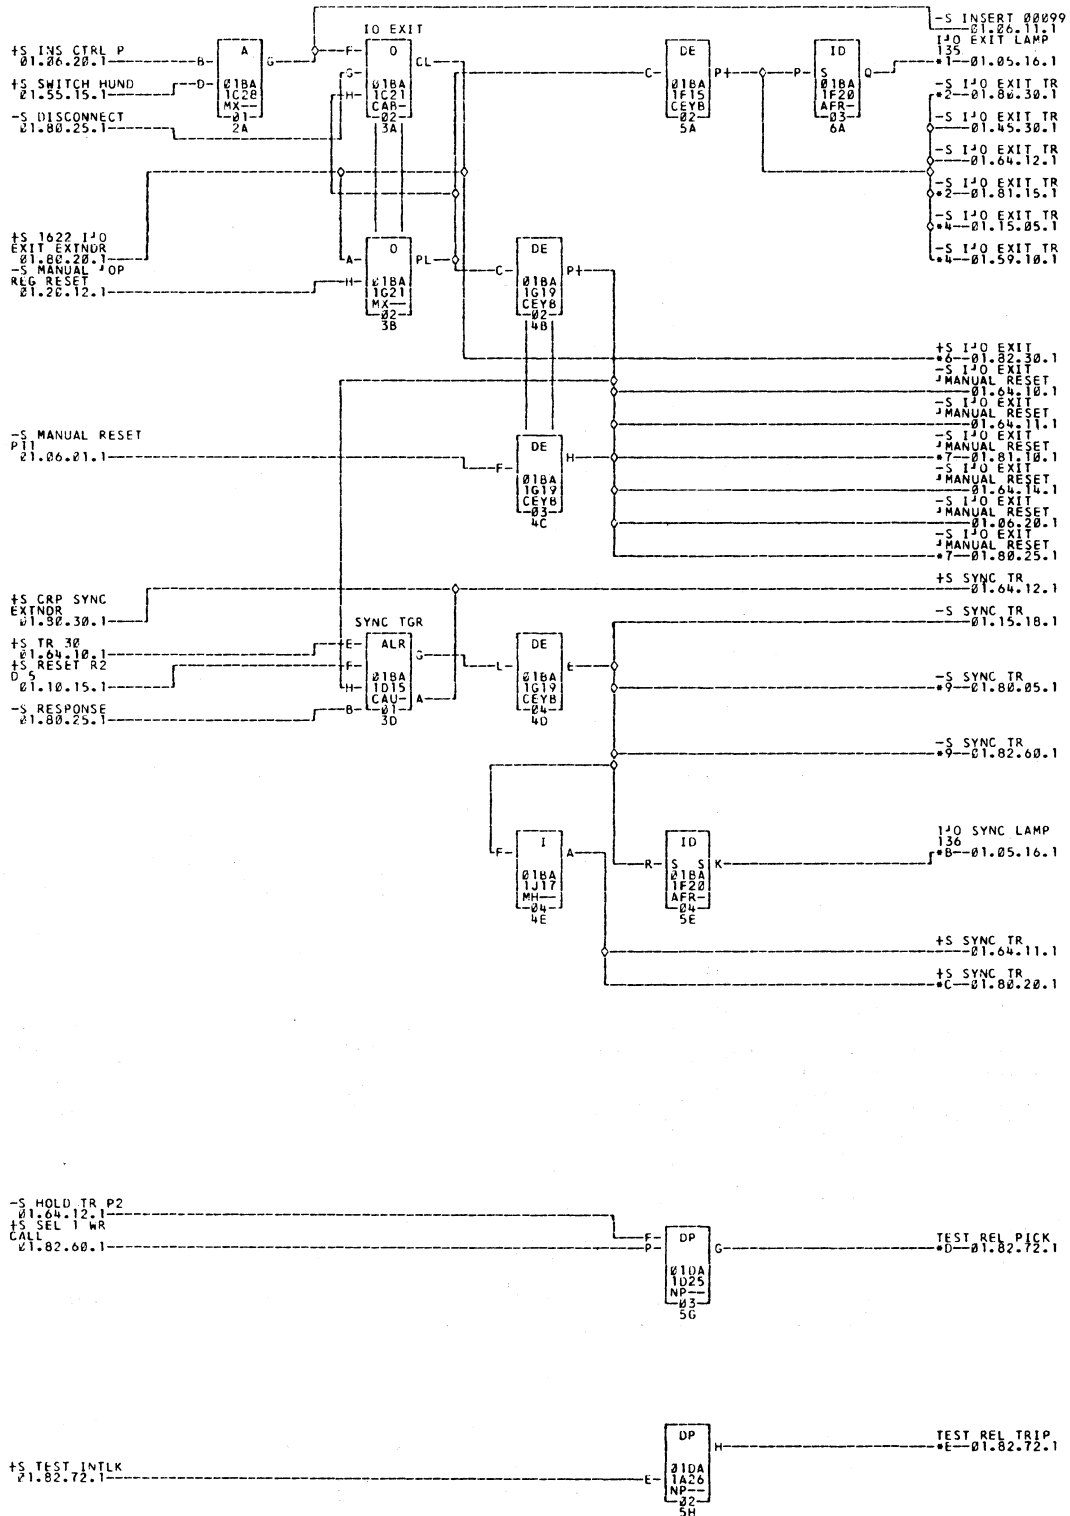 -S INSERT 00099
01.06.11.1
I┘O EXIT LAMP
135
*1--01.05.16.1
-S I┘O EXIT TR
*2--01.80.30.1
-S I┘O EXIT TR
01.45.30.1
-S I┘O EXIT TR
01.64.12.1
-S I┘O EXIT TR
*2--01.81.15.1
-S I┘O EXIT TR
*4--01.15.05.1
-S I┘O EXIT TR
*4--01.59.10.1
IO EXIT
+S INS CTRL P
01.06.20.1
+S SWITCH HUND
01.55.15.1
-S DISCONNECT
01.80.25.1
B D A G
01BA
1C28
MX--
-01-
2A
F G H O CL
01BA
1C21
CAB-
-02-
3A
C DE P+
01BA
1F15
CEYB
-02-
5A
P ID Q
S
01BA
1F20
AFR-
-03-
6A
+S 1622 I┘O
EXIT EXTNDR
01.80.20.1
-S MANUAL ┘OP
REG RESET
01.20.12.1
A H O PL
01BA
1G21
MX--
-02-
3B
C DE P+
01BA
1G19
CEYB
-02-
4B
+S I┘O EXIT
*6--01.82.30.1
-S I┘O EXIT
┘MANUAL RESET
01.64.10.1
-S I┘O EXIT
┘MANUAL RESET
01.64.11.1
-S I┘O EXIT
┘MANUAL RESET
*7--01.81.10.1
-S I┘O EXIT
┘MANUAL RESET
01.64.14.1
-S I┘O EXIT
┘MANUAL RESET
01.06.20.1
-S I┘O EXIT
┘MANUAL RESET
*7--01.80.25.1
-S MANUAL RESET
P11
01.06.01.1
F DE H
01BA
1G19
CEYB
-03-
4C
+S CRP SYNC
EXTNDR
01.80.30.1
+S TR 30
01.64.10.1
+S RESET R2
D 5
01.10.15.1
-S RESPONSE
01.80.25.1
SYNC TGR
E F H B ALR G A
01BA
1D15
CAU-
-01-
3D
L DE E
01BA
1G19
CEYB
-04-
4D
+S SYNC TR
01.64.12.1
-S SYNC TR
01.15.18.1
-S SYNC TR
*9--01.80.05.1
-S SYNC TR
*9--01.82.60.1
F I A
01BA
1J17
MH--
-04-
4E
R ID K
S S
01BA
1F20
AFR-
-04-
5E
I┘O SYNC LAMP
136
*B--01.05.16.1
+S SYNC TR
01.64.11.1
+S SYNC TR
*C--01.80.20.1
-S HOLD TR P2
01.64.12.1
+S SEL 1 WR
CALL
01.82.60.1
F P DP G
01DA
1D25
NP--
-03-
5G
TEST REL PICK
*D--01.82.72.1
+S TEST INTLK
01.82.72.1
E DP H
01DA
1A26
NP--
-02-
5H
TEST REL TRIP
*E--01.82.72.1